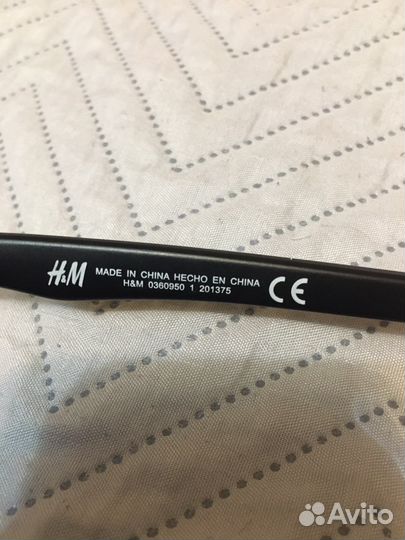 H&M MADE IN CHINA HECHO EN CHINA CE
H&M 0360950 1 201375
Avito